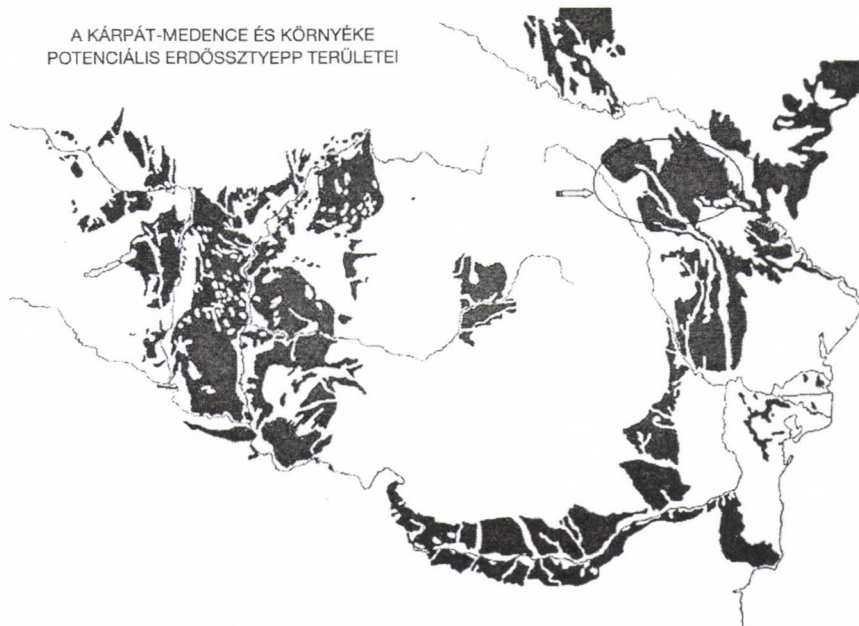 A KÁRPÁT-MEDENCE ÉS KÖRNYÉKE
POTENCIÁLIS ERDŐSSZTYEPP TERÜLETEI